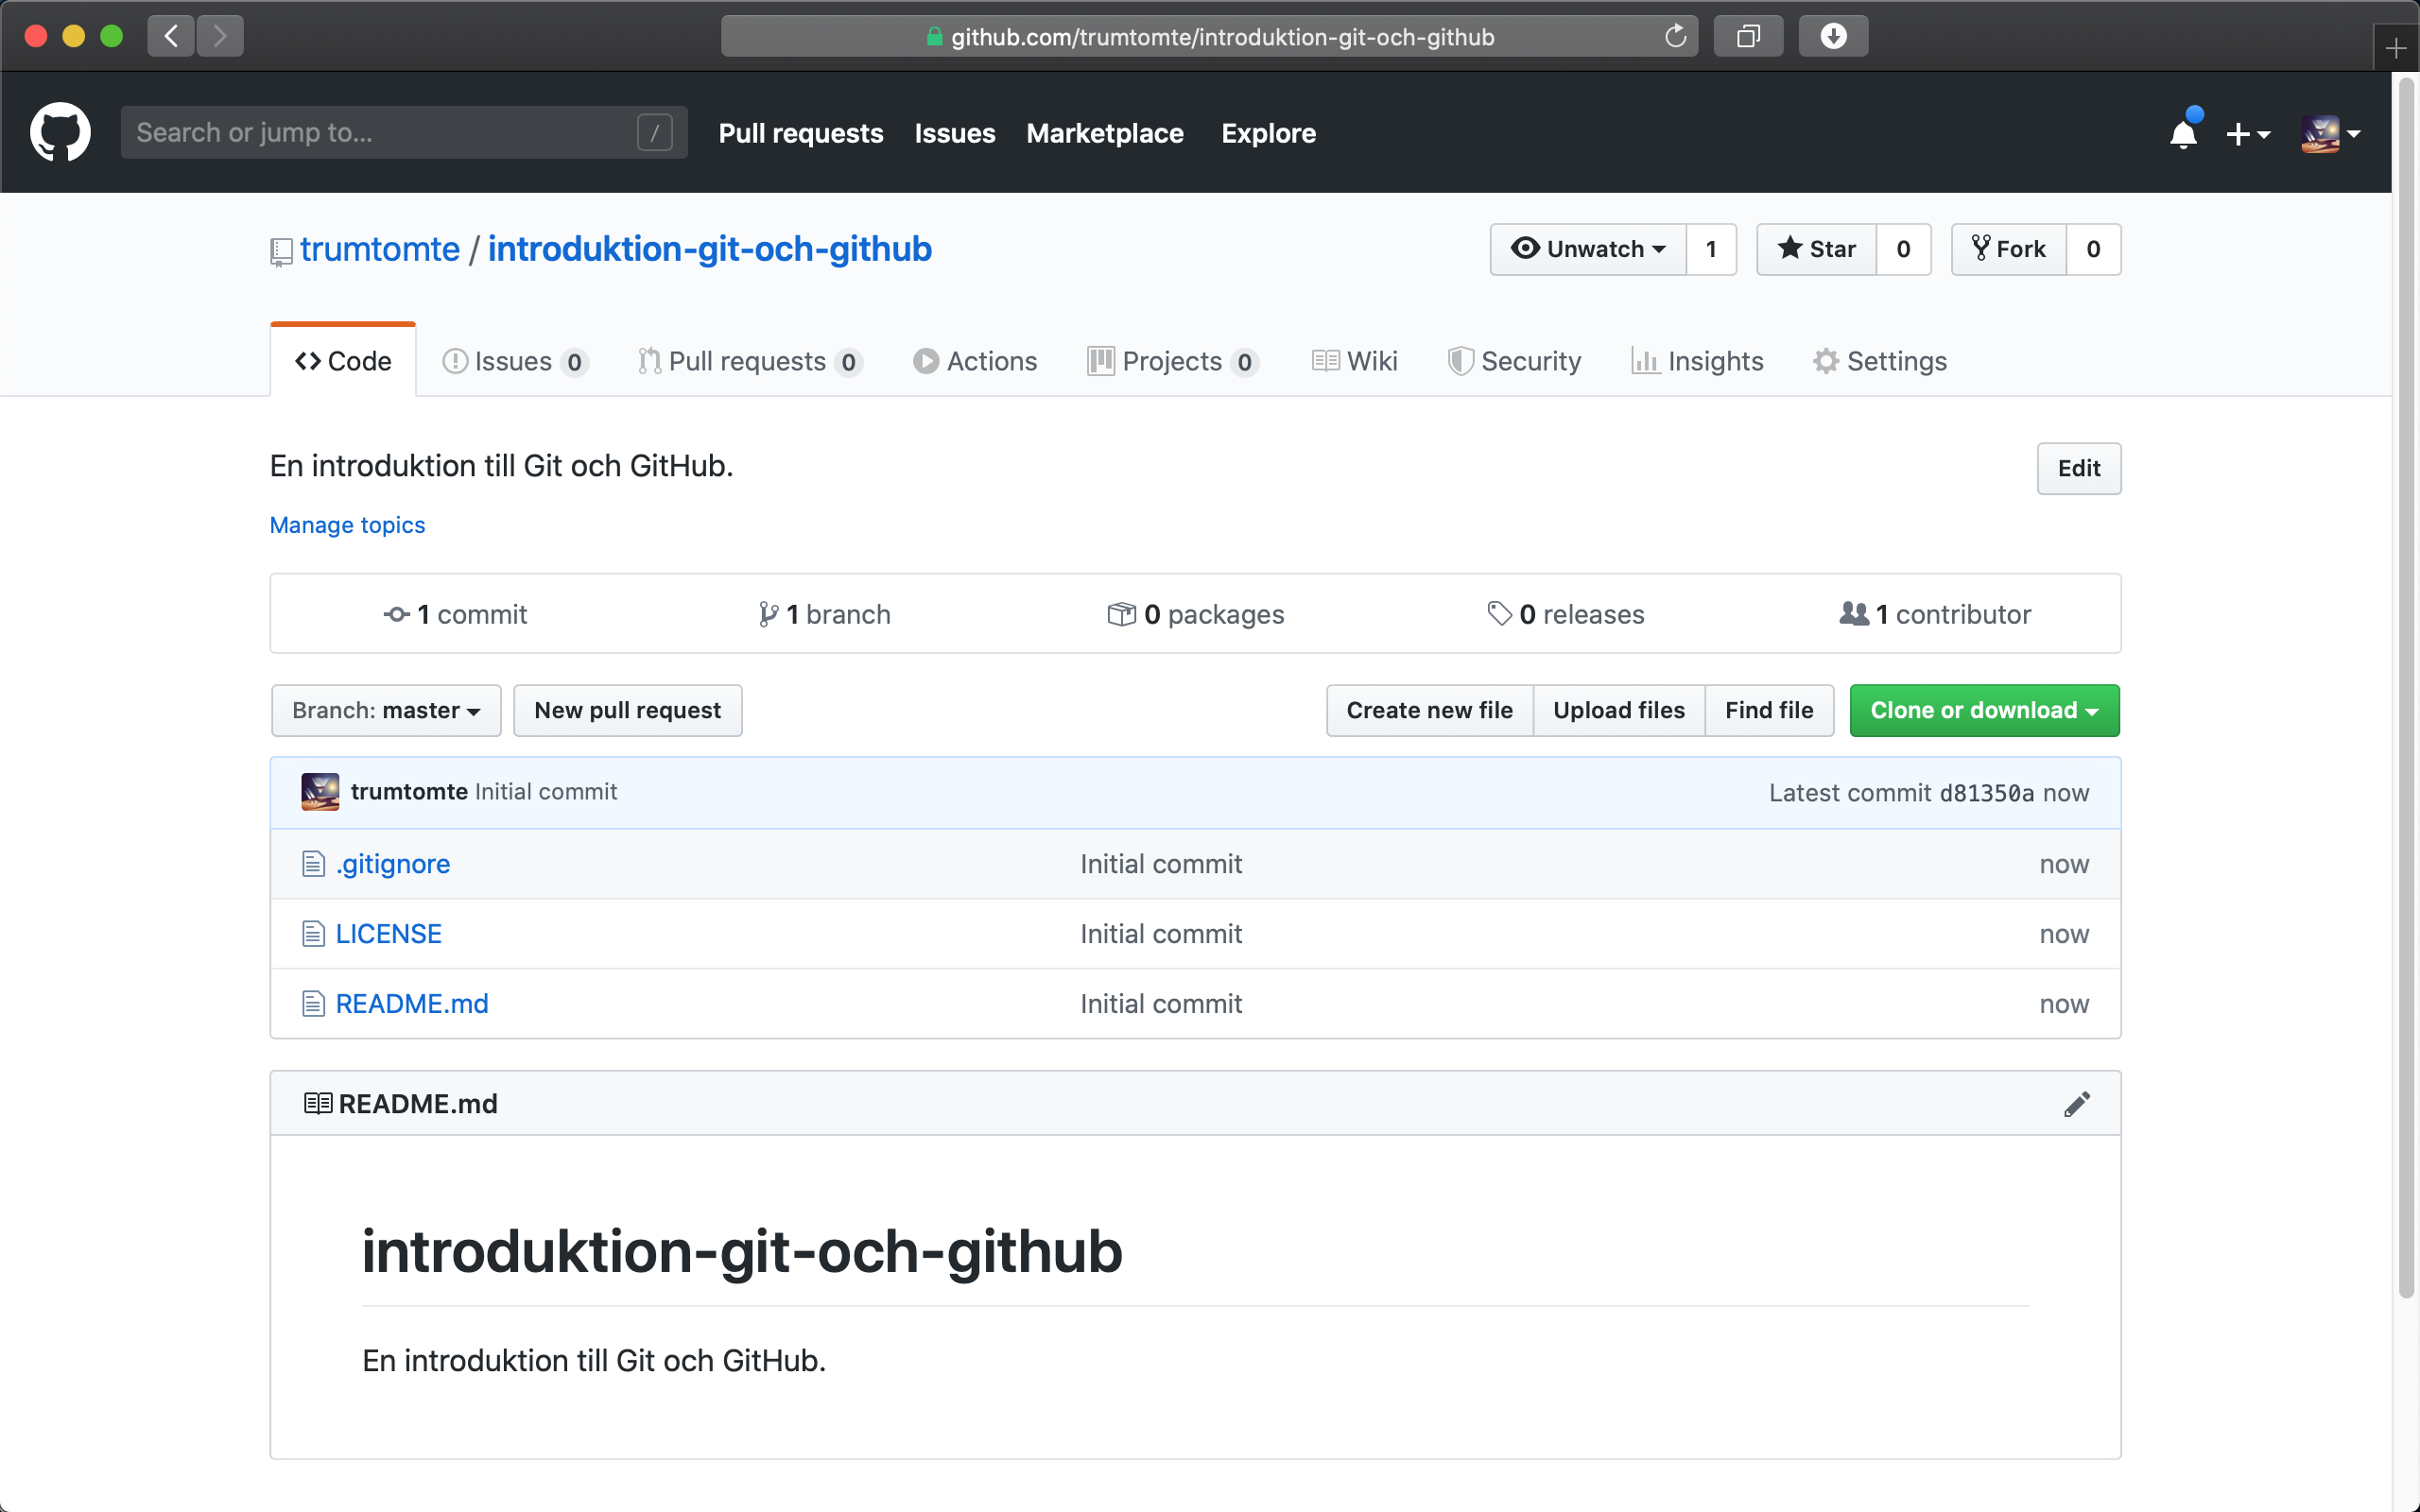 github.com/trumtomte/introduktion-git-och-github
Search or jump to... /
Pull requests Issues Marketplace Explore
trumtomte / introduktion-git-och-github
Unwatch 1 Star 0 Fork 0
Code Issues 0 Pull requests 0 Actions Projects 0 Wiki Security Insights Settings
En introduktion till Git och GitHub.
Edit
Manage topics
1 commit 1 branch 0 packages 0 releases 1 contributor
Branch: master New pull request Create new file Upload files Find file Clone or download
trumtomte Initial commit Latest commit d81350a now
.gitignore Initial commit now
LICENSE Initial commit now
README.md Initial commit now
README.md
introduktion-git-och-github
En introduktion till Git och GitHub.